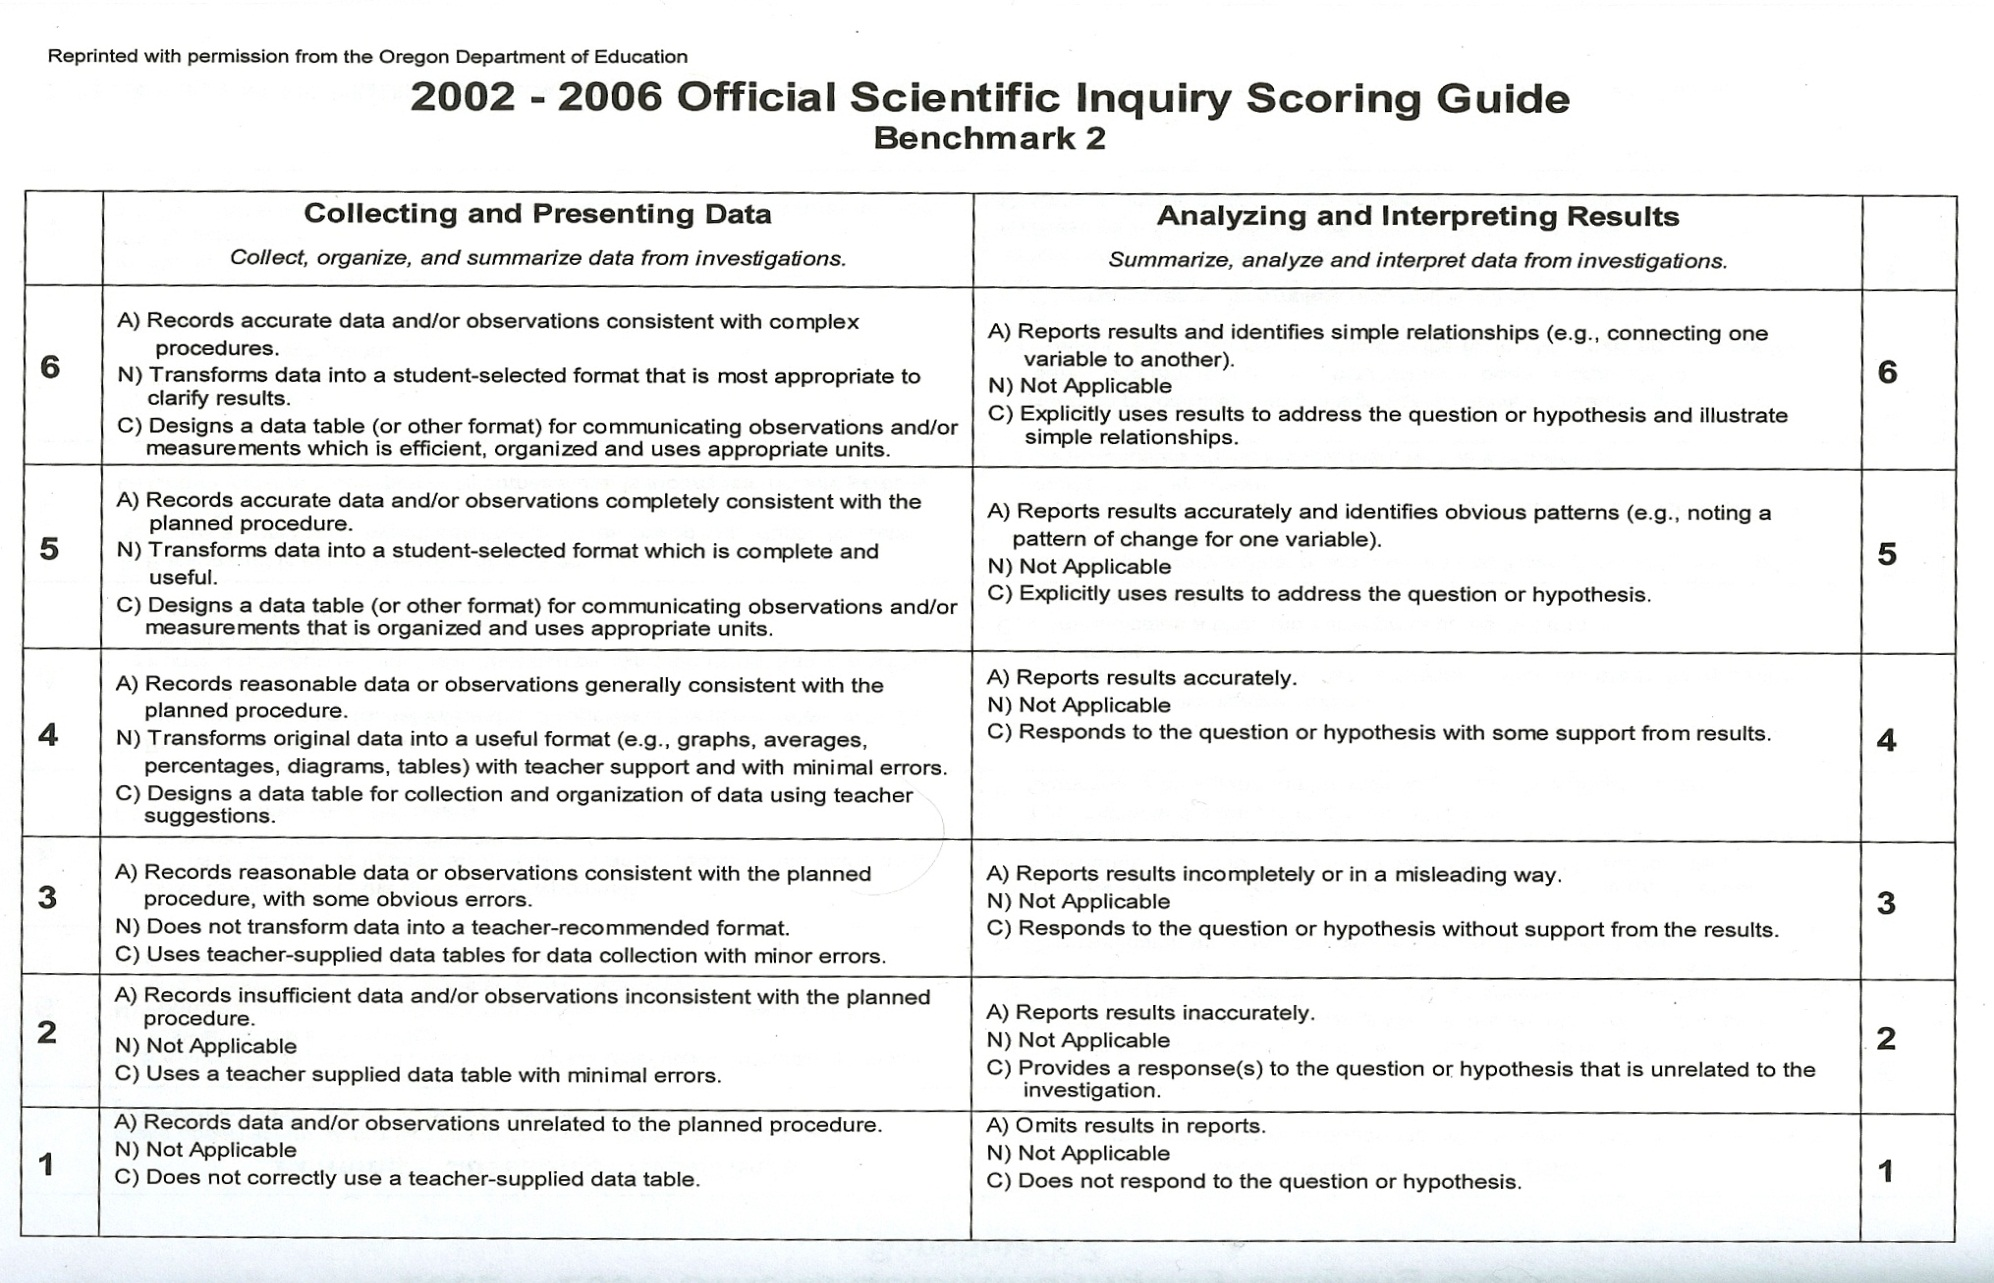 Reprinted with permission from the Oregon Department of Education
2002 - 2006 Official Scientific Inquiry Scoring Guide
Benchmark 2
Collecting and Presenting Data
Collect, organize, and summarize data from investigations.
Analyzing and Interpreting Results
Summarize, analyze and interpret data from investigations.
6
A) Records accurate data and/or observations consistent with complex
procedures.
N) Transforms data into a student-selected format that is most appropriate to
clarify results.
C) Designs a data table (or other format) for communicating observations and/or
measurements which is efficient, organized and uses appropriate units.
A) Reports results and identifies simple relationships (e.g., connecting one
variable to another).
N) Not Applicable
C) Explicitly uses results to address the question or hypothesis and illustrate
simple relationships.
6
5
A) Records accurate data and/or observations completely consistent with the
planned procedure.
N) Transforms data into a student-selected format which is complete and
useful.
C) Designs a data table (or other format) for communicating observations and/or
measurements that is organized and uses appropriate units.
A) Reports results accurately and identifies obvious patterns (e.g., noting a
pattern of change for one variable).
N) Not Applicable
C) Explicitly uses results to address the question or hypothesis.
5
4
A) Records reasonable data or observations generally consistent with the
planned procedure.
N) Transforms original data into a useful format (e.g., graphs, averages,
percentages, diagrams, tables) with teacher support and with minimal errors.
C) Designs a data table for collection and organization of data using teacher
suggestions.
A) Reports results accurately.
N) Not Applicable
C) Responds to the question or hypothesis with some support from results.
4
3
A) Records reasonable data or observations consistent with the planned
procedure, with some obvious errors.
N) Does not transform data into a teacher-recommended format.
C) Uses teacher-supplied data tables for data collection with minor errors.
A) Reports results incompletely or in a misleading way.
N) Not Applicable
C) Responds to the question or hypothesis without support from the results.
3
2
A) Records insufficient data and/or observations inconsistent with the planned
procedure.
N) Not Applicable
C) Uses a teacher supplied data table with minimal errors.
A) Reports results inaccurately.
N) Not Applicable
C) Provides a response(s) to the question or hypothesis that is unrelated to the
investigation.
2
1
A) Records data and/or observations unrelated to the planned procedure.
N) Not Applicable
C) Does not correctly use a teacher-supplied data table.
A) Omits results in reports.
N) Not Applicable
C) Does not respond to the question or hypothesis.
1